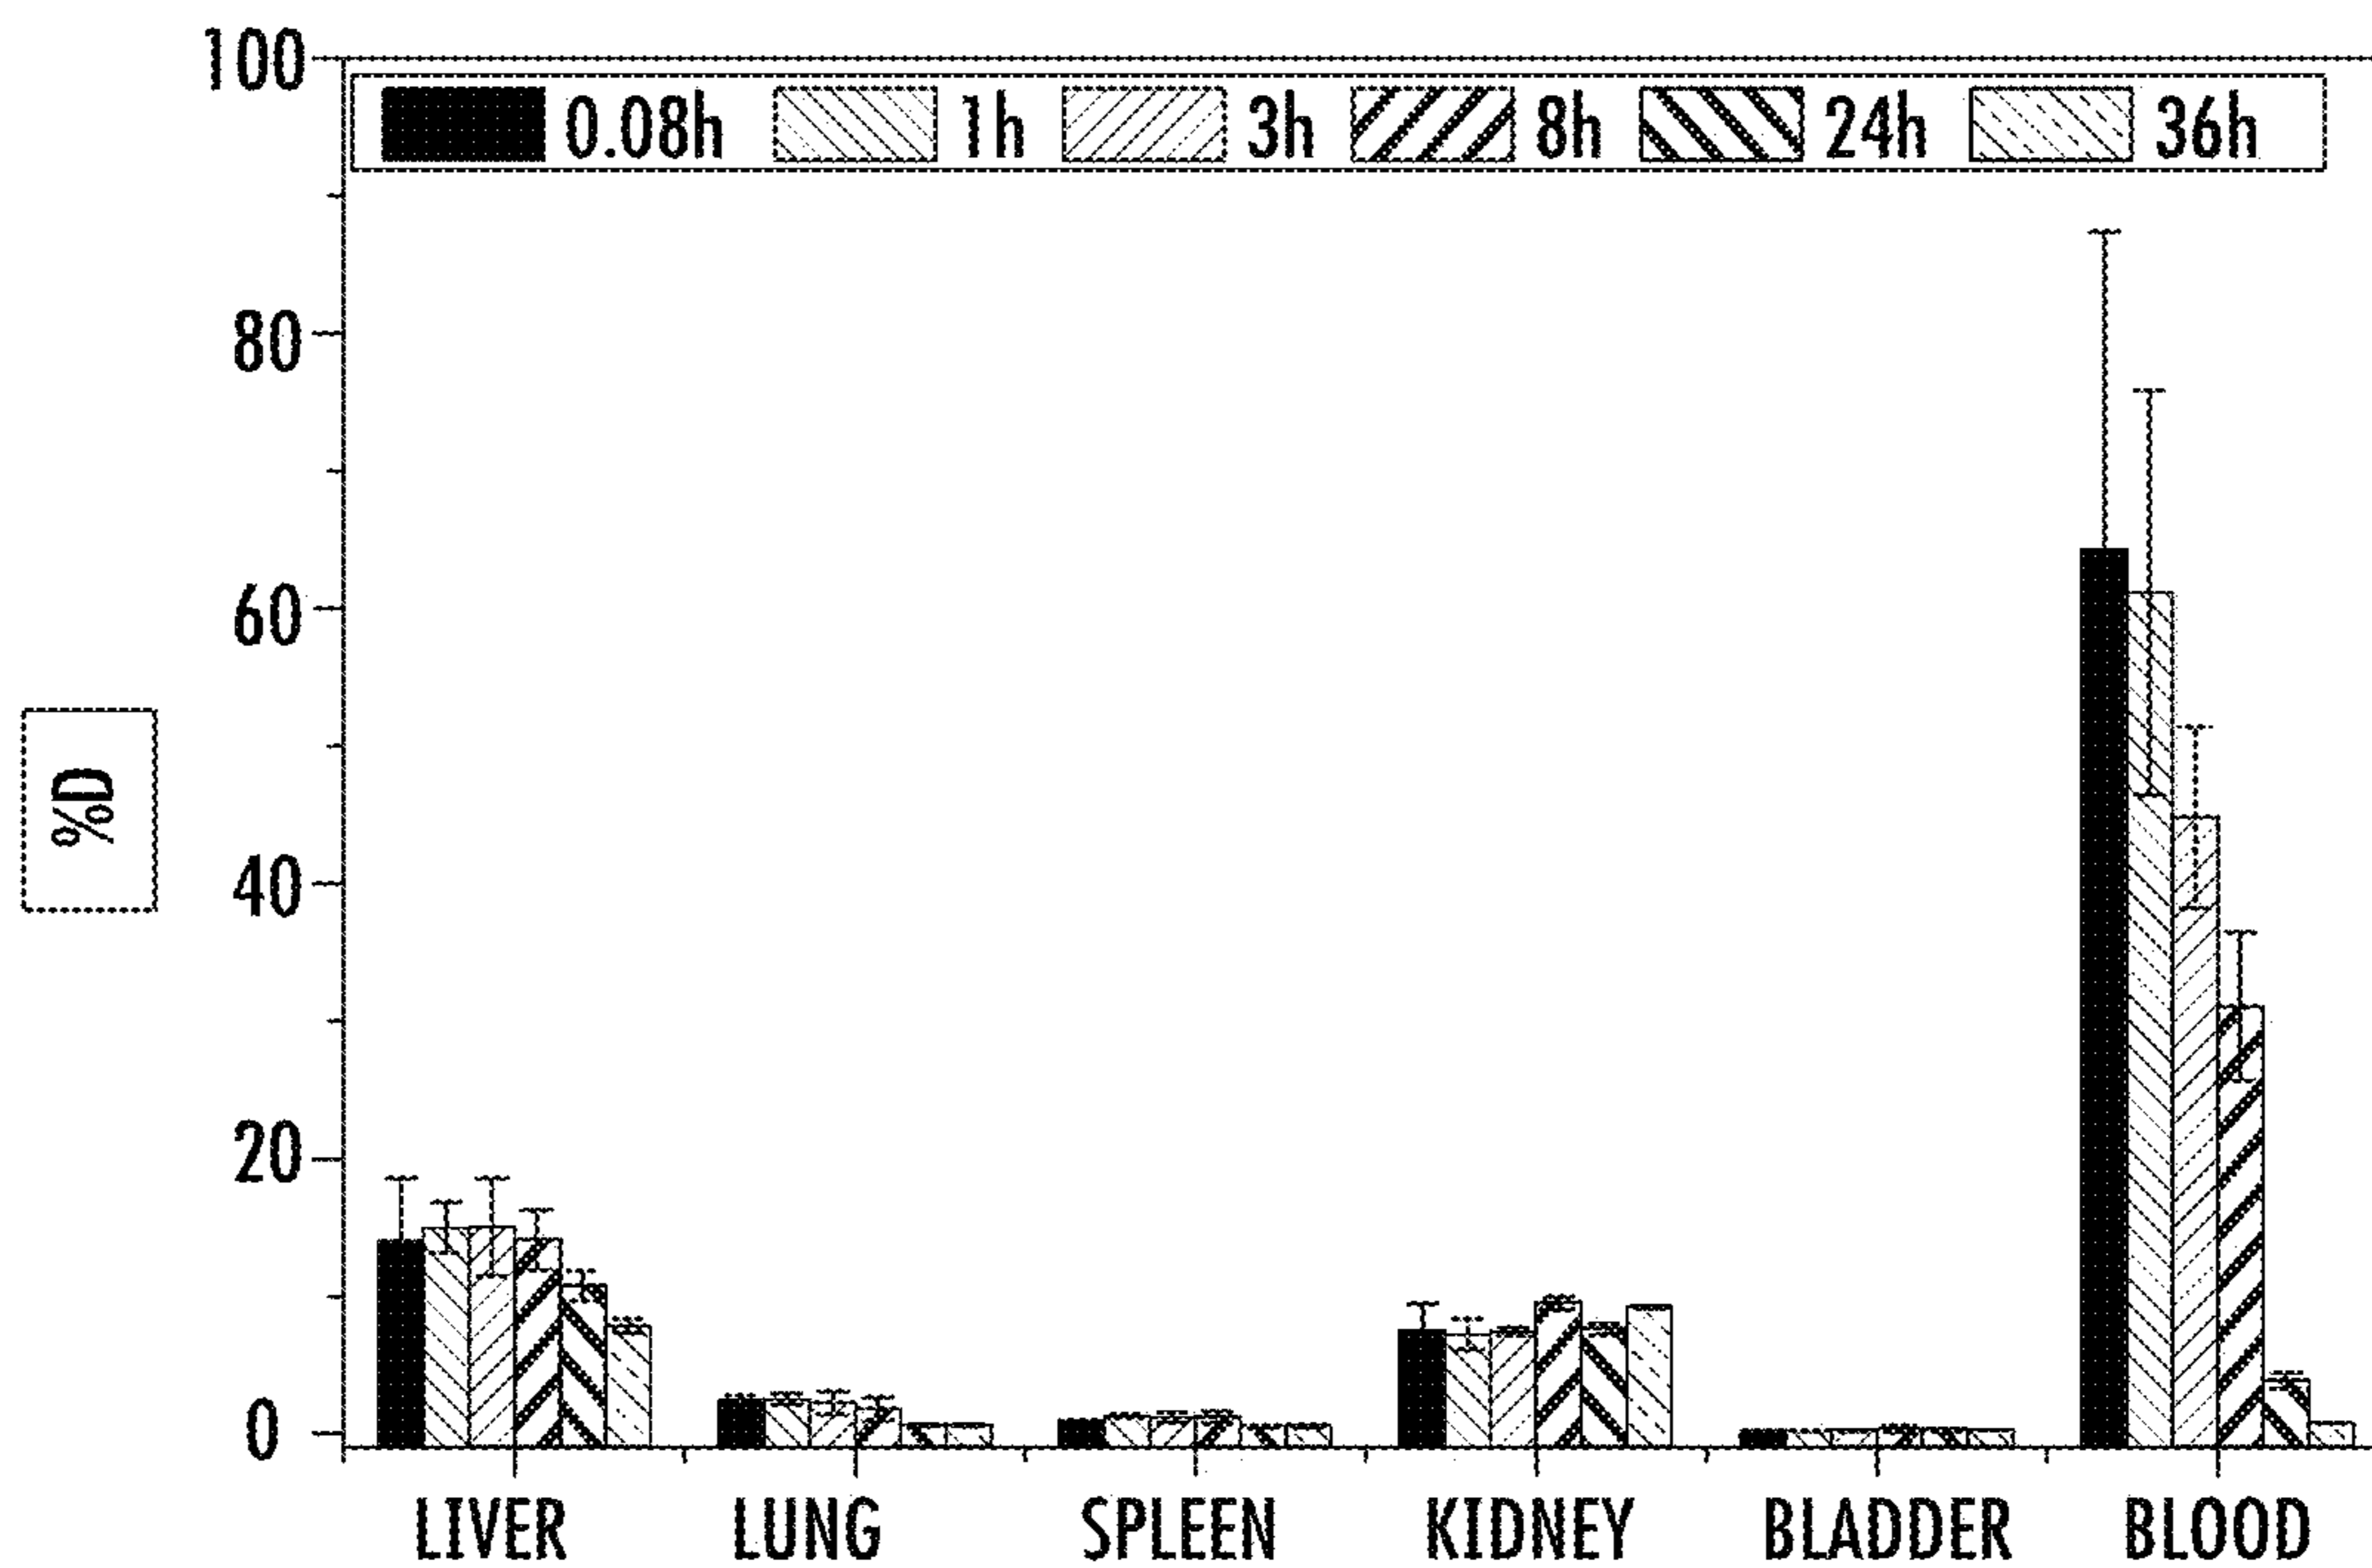 100
0.08h 1h 3h 8h 24h 36h
80
60
%D
40
20
0
LIVER LUNG SPLEEN KIDNEY BLADDER BLOOD